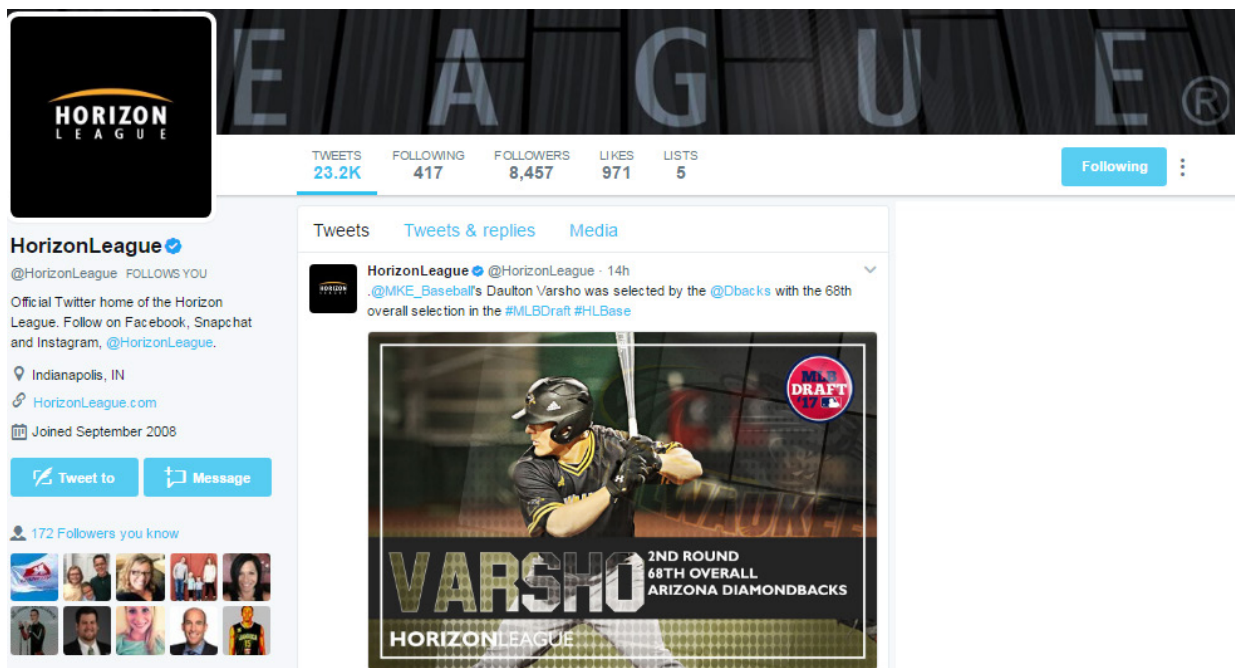 E A G U E®
HORIZON
LEAGUE
TWEETS FOLLOWING FOLLOWERS LIKES LISTS
23.2K 417 8,457 971 5
Following
Tweets Tweets & replies Media
HorizonLeague
@HorizonLeague FOLLOWS YOU
Official Twitter home of the Horizon
League. Follow on Facebook, Snapchat
and Instagram, @HorizonLeague.
Indianapolis, IN
HorizonLeague.com
Joined September 2008
Tweet to Message
172 Followers you know
HORIZON
HorizonLeague @HorizonLeague · 14h
.@MKE_Baseball's Daulton Varsho was selected by the @Dbacks with the 68th
overall selection in the #MLBDraft #HLBase
MLB
DRAFT
'17
WAUKEE
VARSHO
2ND ROUND
68TH OVERALL
ARIZONA DIAMONDBACKS
HORIZONLEAGUE